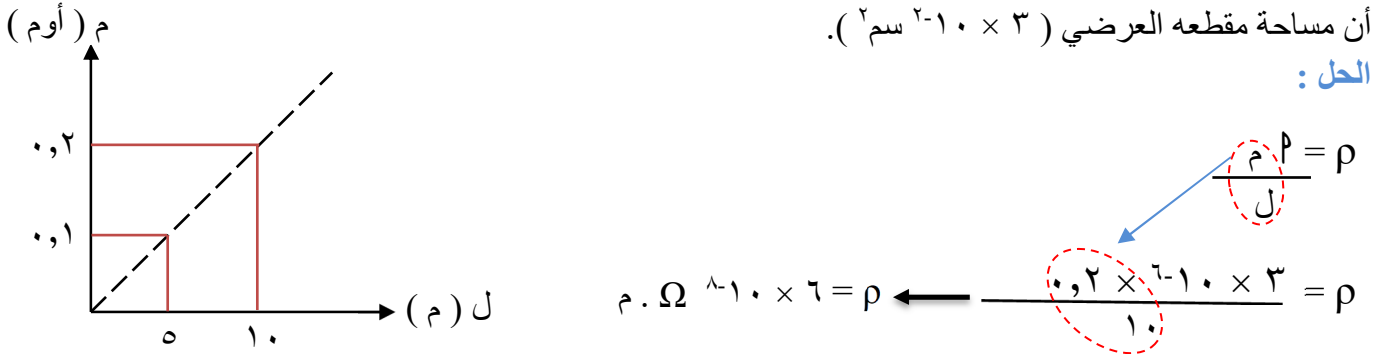 أن مساحة مقطعه العرضي ( ٣ × ١٠-٢ سم٢ ).
الحل :
ρ = م أ
ل
ρ = ٣ × ١٠-٦ × ٠,٢
١٠
ρ = ٦ × ١٠-٨ Ω . م
م ( أوم )
٠,٢
٠,١
٥ ١٠
ل ( م )